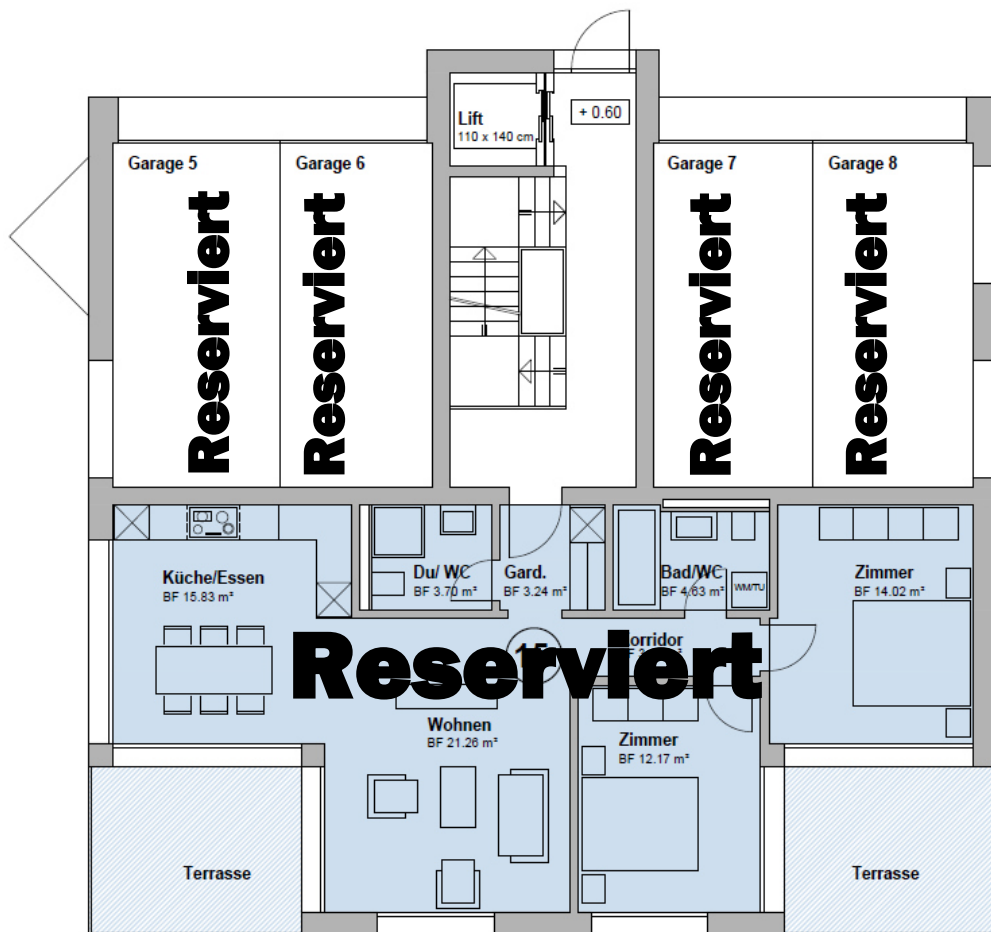 Lift
110 x 140 cm
+ 0.60
Garage 5
Garage 6
Garage 7
Garage 8
Reserviert
Reserviert
Reserviert
Reserviert
Küche/Essen
BF 15.83 m²
Du/ WC
BF 3.70 m²
Gard.
BF 3.24 m²
Bad/WC
BF 4.63 m²
WM/TU
Zimmer
BF 14.02 m²
Korridor
Reserviert
Wohnen
BF 21.26 m²
Zimmer
BF 12.17 m²
Terrasse
Terrasse